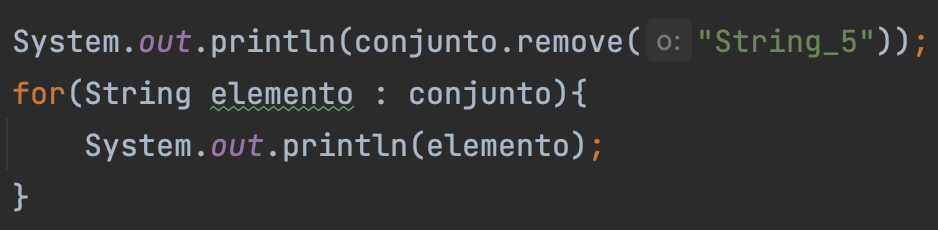 System.out.println(conjunto.remove( o: "String_5"));
for(String elemento : conjunto){
    System.out.println(elemento);
}